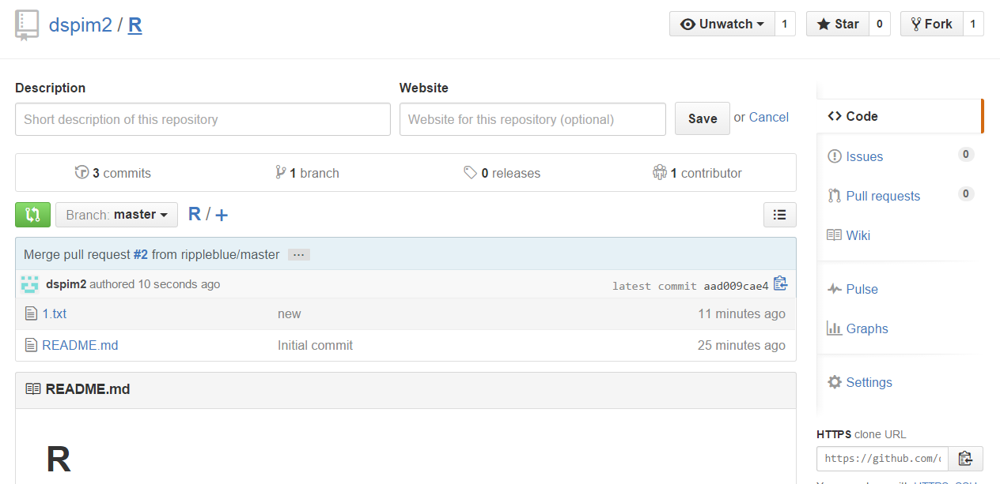 dspim2 / R
Unwatch 1 Star 0 Fork 1
Description Website
Short description of this repository Website for this repository (optional) Save or Cancel
3 commits 1 branch 0 releases 1 contributor
Branch: master R / +
Merge pull request #2 from rippleblue/master ...
dspim2 authored 10 seconds ago latest commit aad009cae4
1.txt new 11 minutes ago
README.md Initial commit 25 minutes ago
README.md
R
Code
Issues 0
Pull requests 0
Wiki
Pulse
Graphs
Settings
HTTPS clone URL
https://github.com/